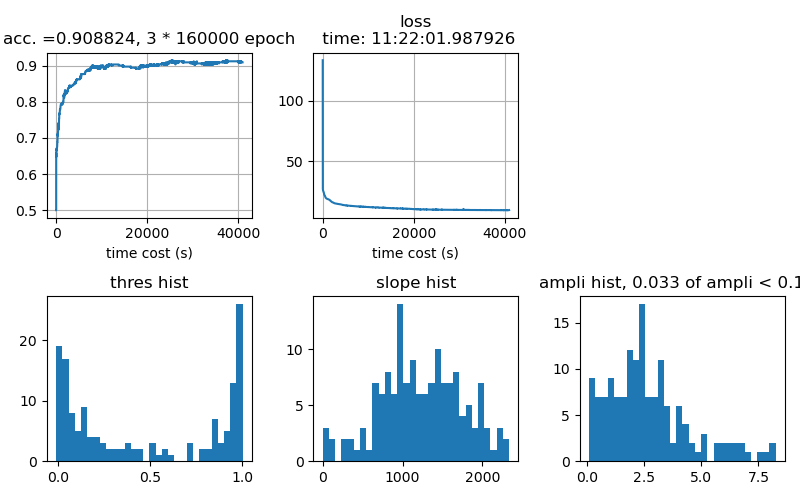 acc. =0.908824, 3 * 160000 epoch
0.9
0.8
0.7
0.6
0.5
0 20000 40000
time cost (s)
loss
time: 11:22:01.987926
100
50
0 20000 40000
time cost (s)
thres hist
20
10
0
0.0 0.5 1.0
slope hist
10
5
0
0 1000 2000
ampli hist, 0.033 of ampli < 0.1
15
10
5
0
0.0 2.5 5.0 7.5